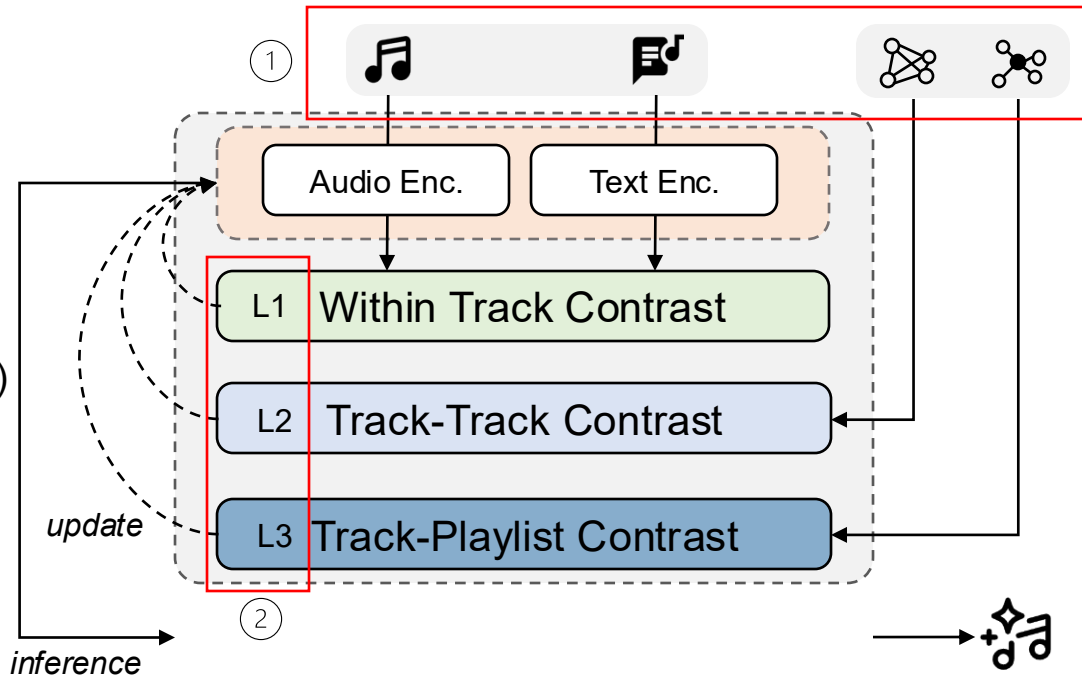 1
Audio Enc.
Text Enc.
L1 Within Track Contrast
L2 Track-Track Contrast
L3 Track-Playlist Contrast
)
update
2
inference